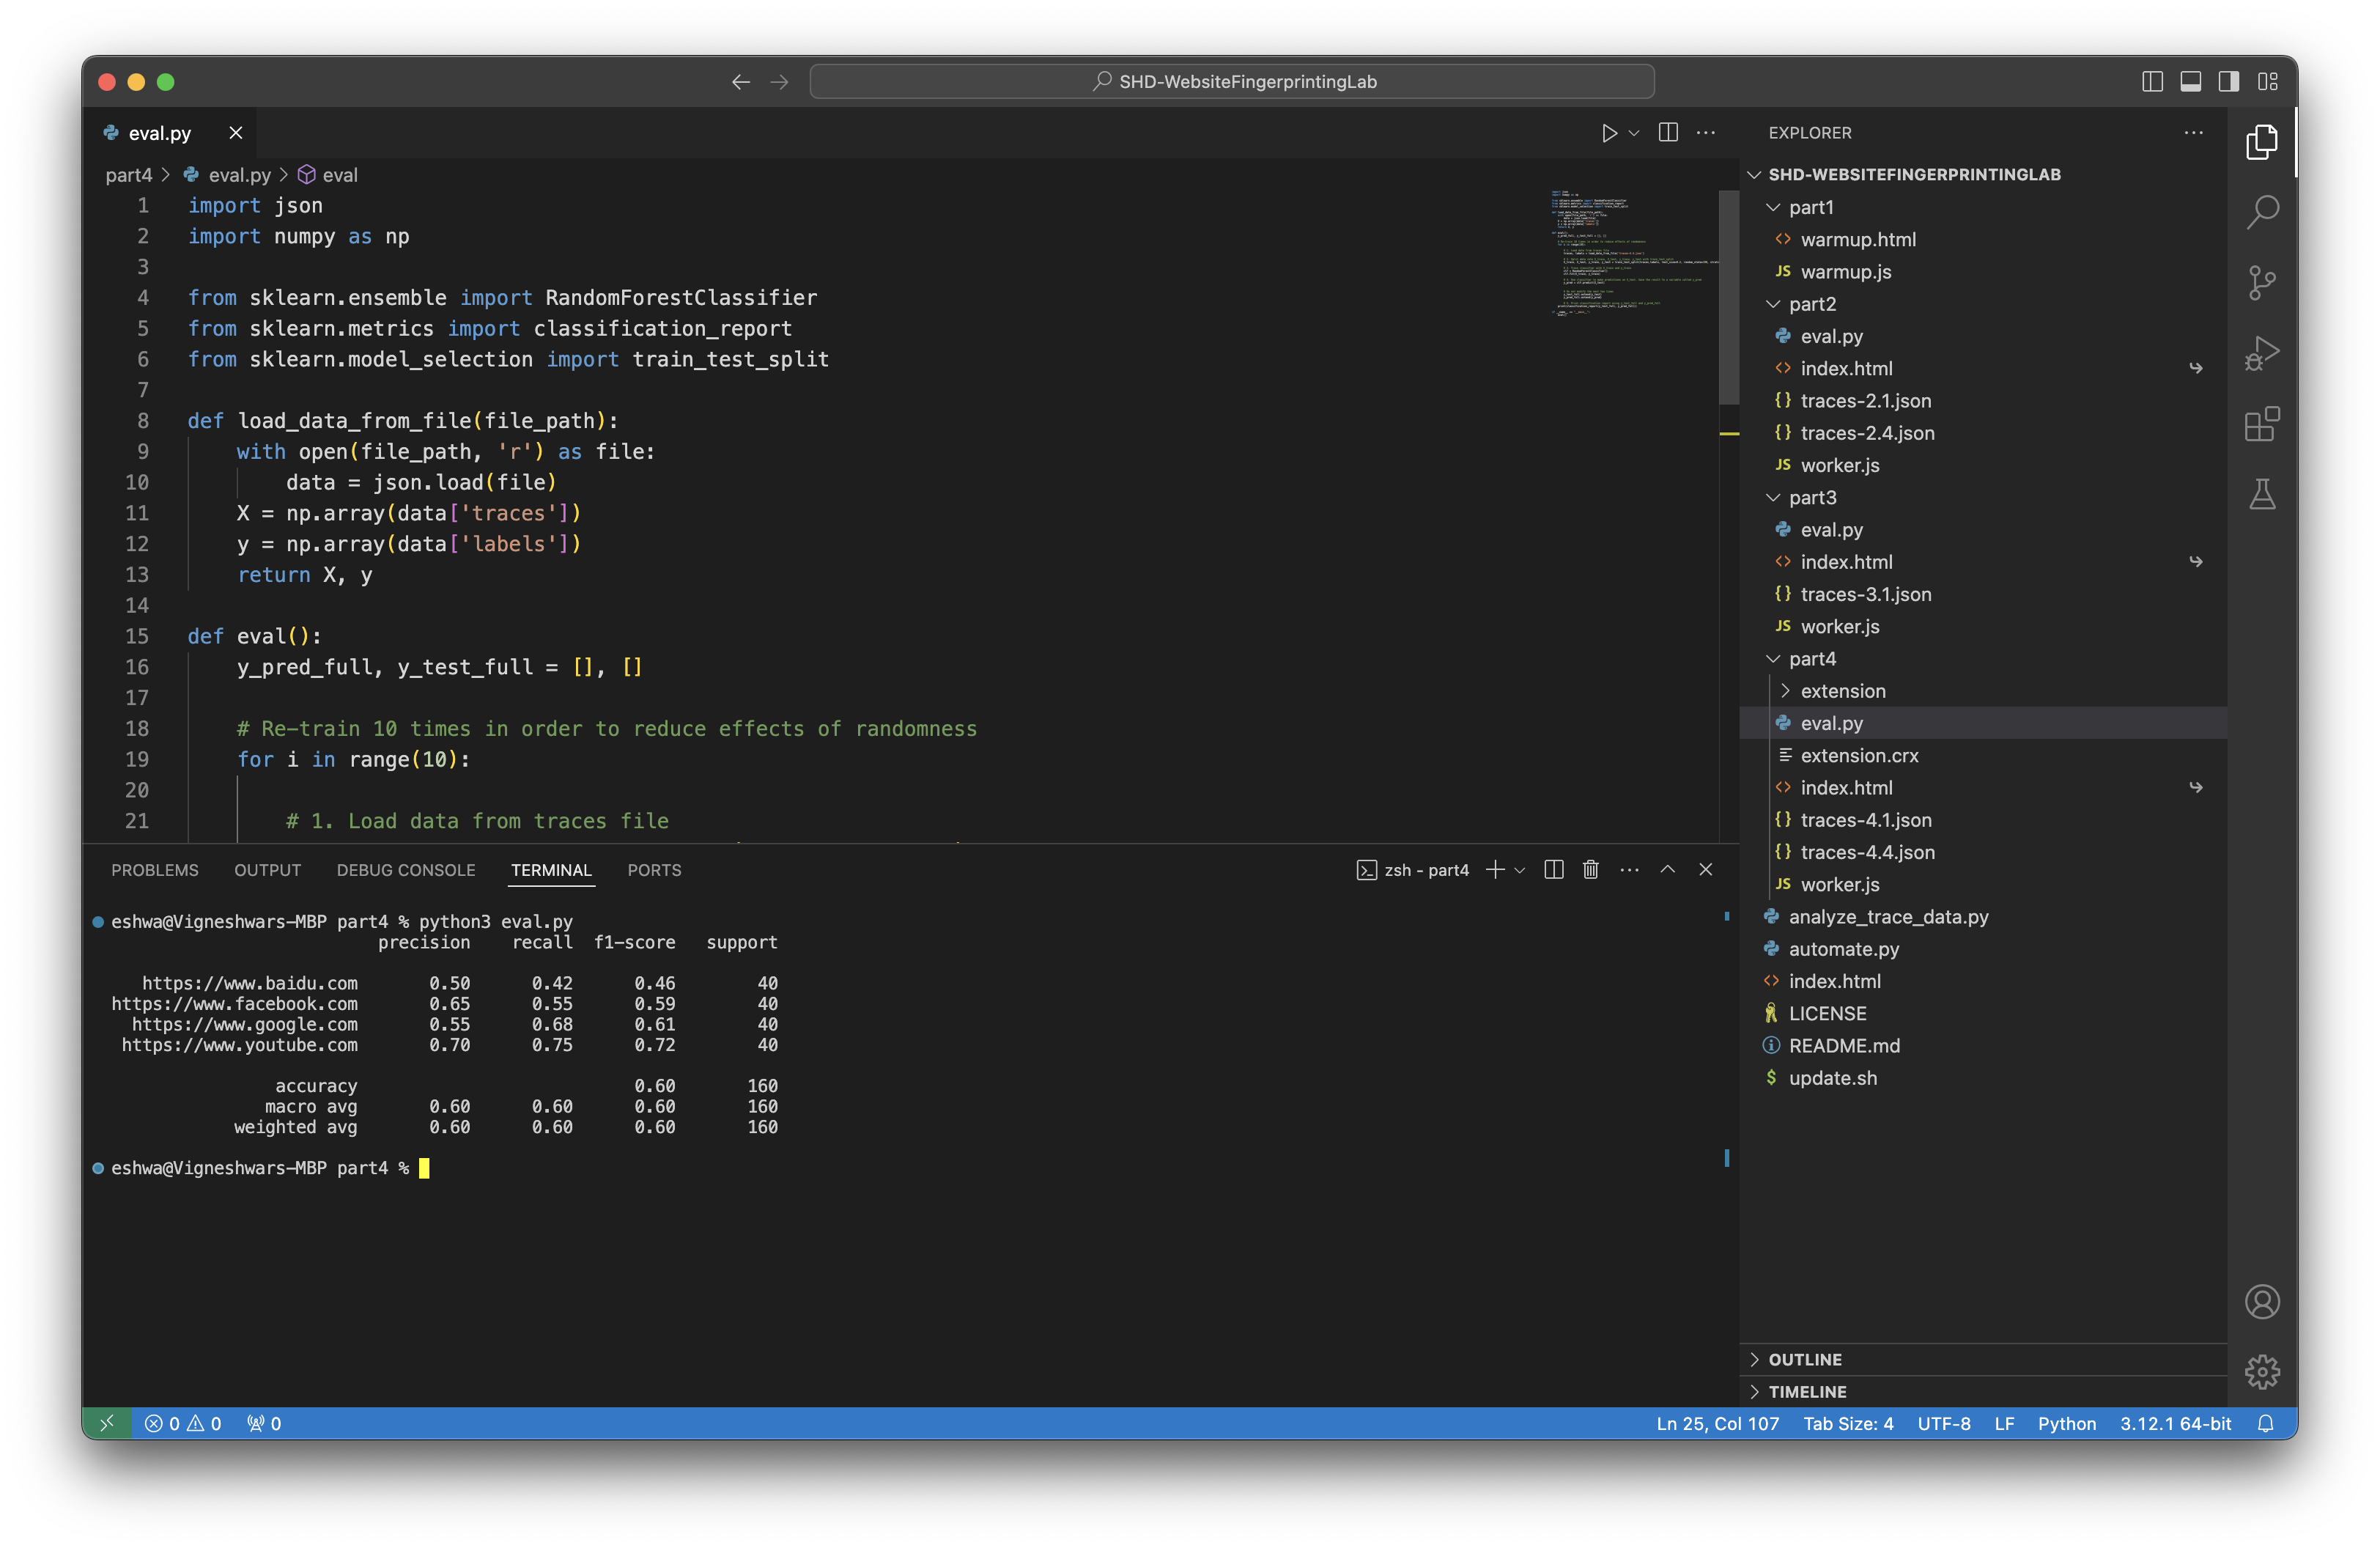 SHD-WebsiteFingerprintingLab
eval.py
part4 > eval.py > eval
1 import json
2 import numpy as np
3
4 from sklearn.ensemble import RandomForestClassifier
5 from sklearn.metrics import classification_report
6 from sklearn.model_selection import train_test_split
7
8 def load_data_from_file(file_path):
9 with open(file_path, 'r') as file:
10 data = json.load(file)
11 X = np.array(data['traces'])
12 y = np.array(data['labels'])
13 return X, y
14
15 def eval():
16 y_pred_full, y_test_full = [], []
17
18 # Re-train 10 times in order to reduce effects of randomness
19 for i in range(10):
20
21 # 1. Load data from traces file
PROBLEMS OUTPUT DEBUG CONSOLE TERMINAL PORTS
zsh - part4
eshwa@Vigneshwars-MBP part4 % python3 eval.py
precision recall f1-score support
https://www.baidu.com 0.50 0.42 0.46 40
https://www.facebook.com 0.65 0.55 0.59 40
https://www.google.com 0.55 0.68 0.61 40
https://www.youtube.com 0.70 0.75 0.72 40
accuracy 0.60 160
macro avg 0.60 0.60 0.60 160
weighted avg 0.60 0.60 0.60 160
eshwa@Vigneshwars-MBP part4 %
EXPLORER
SHD-WEBSITEFINGERPRINTINGLAB
part1
warmup.html
JS warmup.js
part2
eval.py
index.html
traces-2.1.json
traces-2.4.json
JS worker.js
part3
eval.py
index.html
traces-3.1.json
JS worker.js
part4
extension
eval.py
extension.crx
index.html
traces-4.1.json
traces-4.4.json
JS worker.js
analyze_trace_data.py
automate.py
index.html
LICENSE
README.md
$ update.sh
OUTLINE
TIMELINE
0 0 0
Ln 25, Col 107 Tab Size: 4 UTF-8 LF Python 3.12.1 64-bit